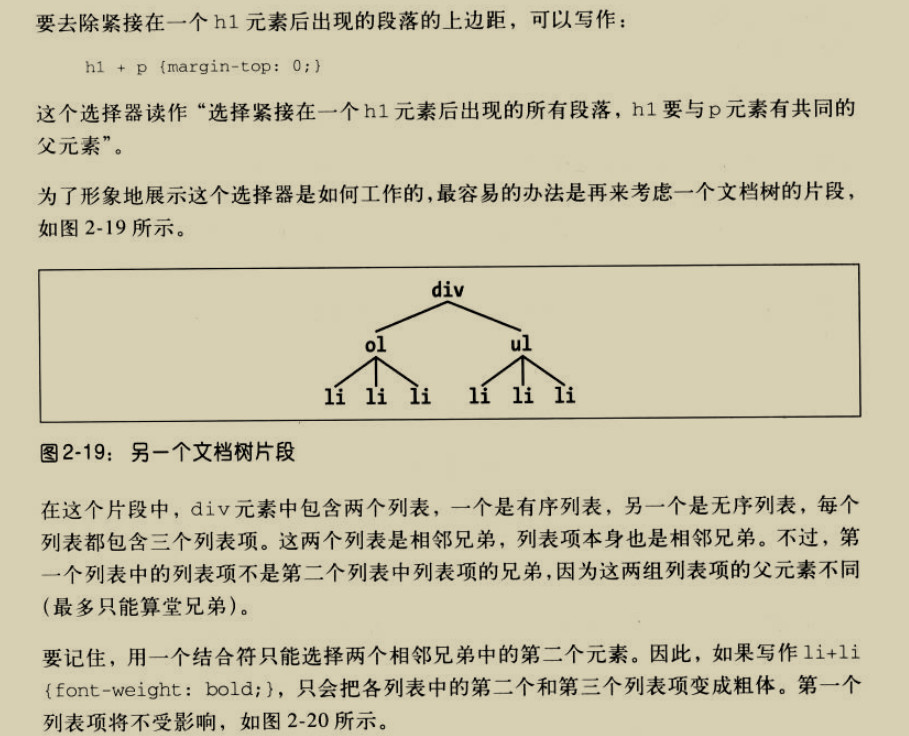 要去除紧接在一个 h1 元素后出现的段落的上边距，可以写作：
h1 + p {margin-top: 0;}
这个选择器读作“选择紧接在一个h1元素后出现的所有段落，h1要与p元素有共同的
父元素”。
为了形象地展示这个选择器是如何工作的，最容易的办法是再来考虑一个文档树的片段，
如图 2-19 所示。
div
ol ul
li li li li li li
图2-19： 另一个文档树片段
在这个片段中，div元素中包含两个列表，一个是有序列表，另一个是无序列表，每个
列表都包含三个列表项。这两个列表是相邻兄弟，列表项本身也是相邻兄弟。不过，第
一个列表中的列表项不是第二个列表中列表项的兄弟，因为这两组列表项的父元素不同
（最多只能算堂兄弟）。
要记住，用一个结合符只能选择两个相邻兄弟中的第二个元素。因此，如果写作li+li
{font-weight: bold;}，只会把各列表中的第二个和第三个列表项变成粗体。第一个
列表项将不受影响，如图 2-20 所示。